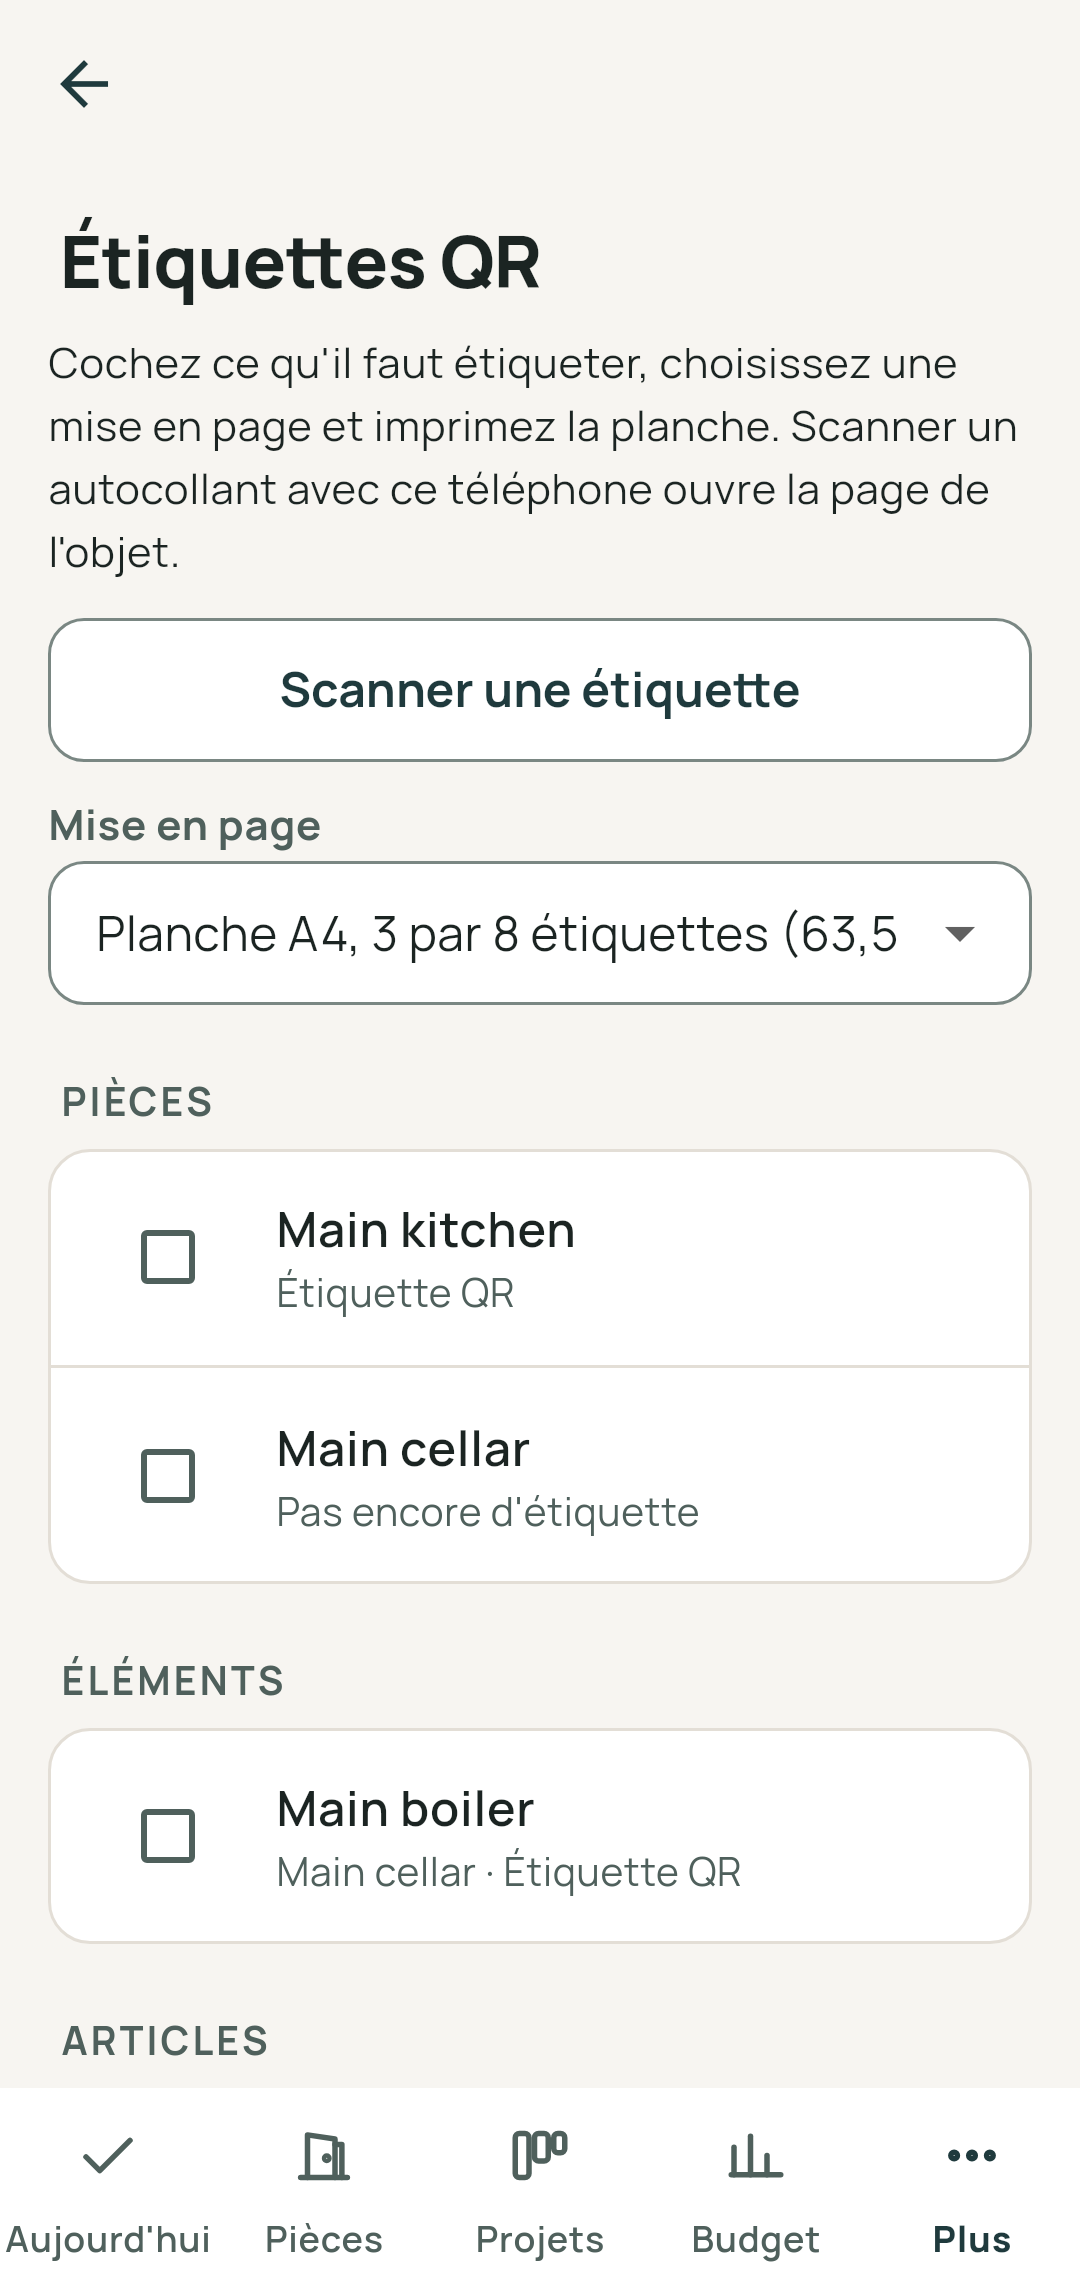 Étiquettes QR
Cochez ce qu'il faut étiqueter, choisissez une
mise en page et imprimez la planche. Scanner un
autocollant avec ce téléphone ouvre la page de
l'objet.
Scanner une étiquette
Mise en page
Planche A4, 3 par 8 étiquettes (63,5
PIÈCES
Main kitchen
Étiquette QR
Main cellar
Pas encore d'étiquette
ÉLÉMENTS
Main boiler
Main cellar · Étiquette QR
ARTICLES
Aujourd'hui
Pièces
Projets
Budget
Plus